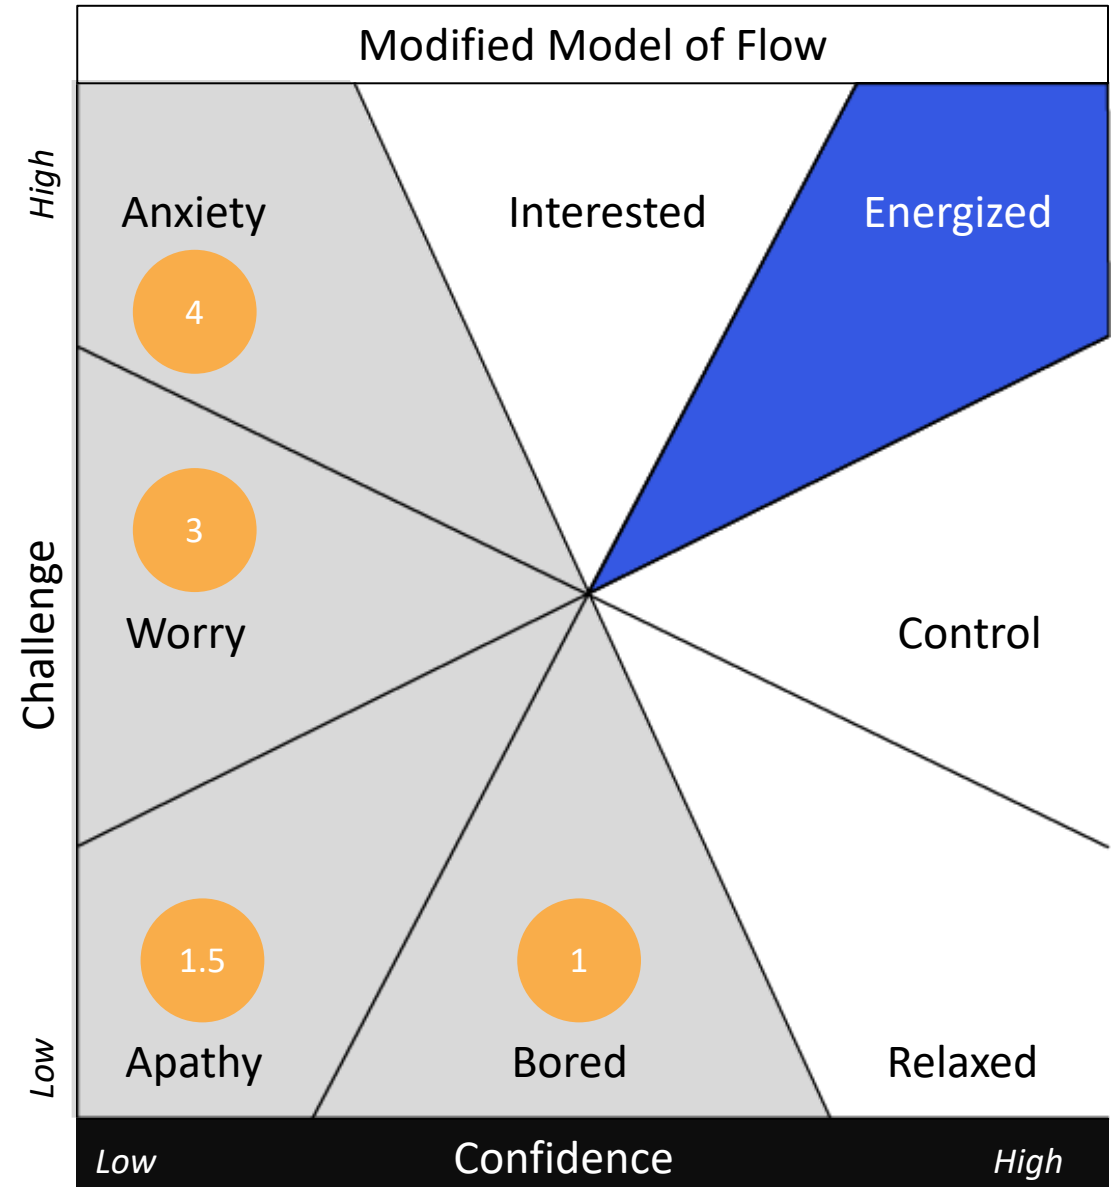 Modified Model of Flow
High
Anxiety
Interested
Energized
4
3
Challenge
Worry
Control
1.5
1
Low
Apathy
Bored
Relaxed
Low
Confidence
High